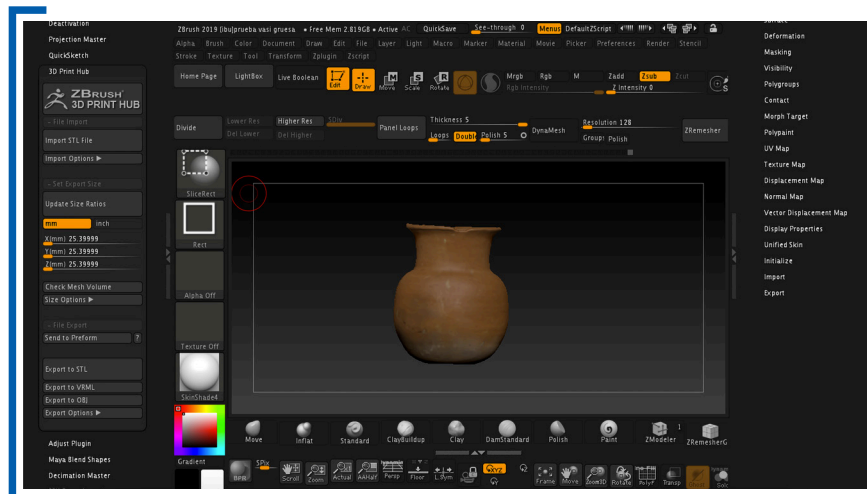 Deactivation
Projection Master
QuickSketch
3D Print Hub
ZBRUSH
3D PRINT HUB
- File Import
Import STL File
Import Options ▶
- Set Export Size
Update Size Ratios
mm inch
X(mm) 25.39999
Y(mm) 25.39999
Z(mm) 25.39999
Check Mesh Volume
Size Options ▶
- File Export
Send to Preform ?
Export to STL
Export to VRML
Export to OBJ
Export Options ▶
Adjust Plugin
Maya Blend Shapes
Decimation Master
ZBrush 2019 [ibu]prueba vasi gruesa • Free Mem 2.819GB • Active AC QuickSave See-through 0 Menus DefaultZScript
Alpha Brush Color Document Draw Edit File Layer Light Macro Marker Material Movie Picker Preferences Render Stencil
Stroke Texture Tool Transform Zplugin Zscript
Home Page LightBox Live Boolean Edit Draw Move Scale Rotate
Mrgb Rgb M Zadd Zsub Zcut
Rgb Intensity Z Intensity 0
Divide
Lower Res Higher Res SDiv
Del Lower Del Higher
Panel Loops
Thickness 5
Loops Double Polish 5
DynaMesh
Resolution 128
Groups Polish
ZRemesher
SliceRect
Rect
Alpha Off
Texture Off
SkinShade4
Gradient
Move Inflat Standard ClayBuildup Clay DamStandard Polish Paint ZModeler 1 ZRemesherG
BPR SPix Scroll Zoom Actual AAHalf Persp Floor L.Sym Qxyz Frame Move Zoom3D Rotate PolyF Transp Solo
Deformation
Masking
Visibility
Polygroups
Contact
Morph Target
Polypaint
UV Map
Texture Map
Displacement Map
Normal Map
Vector Displacement Map
Display Properties
Unified Skin
Initialize
Import
Export